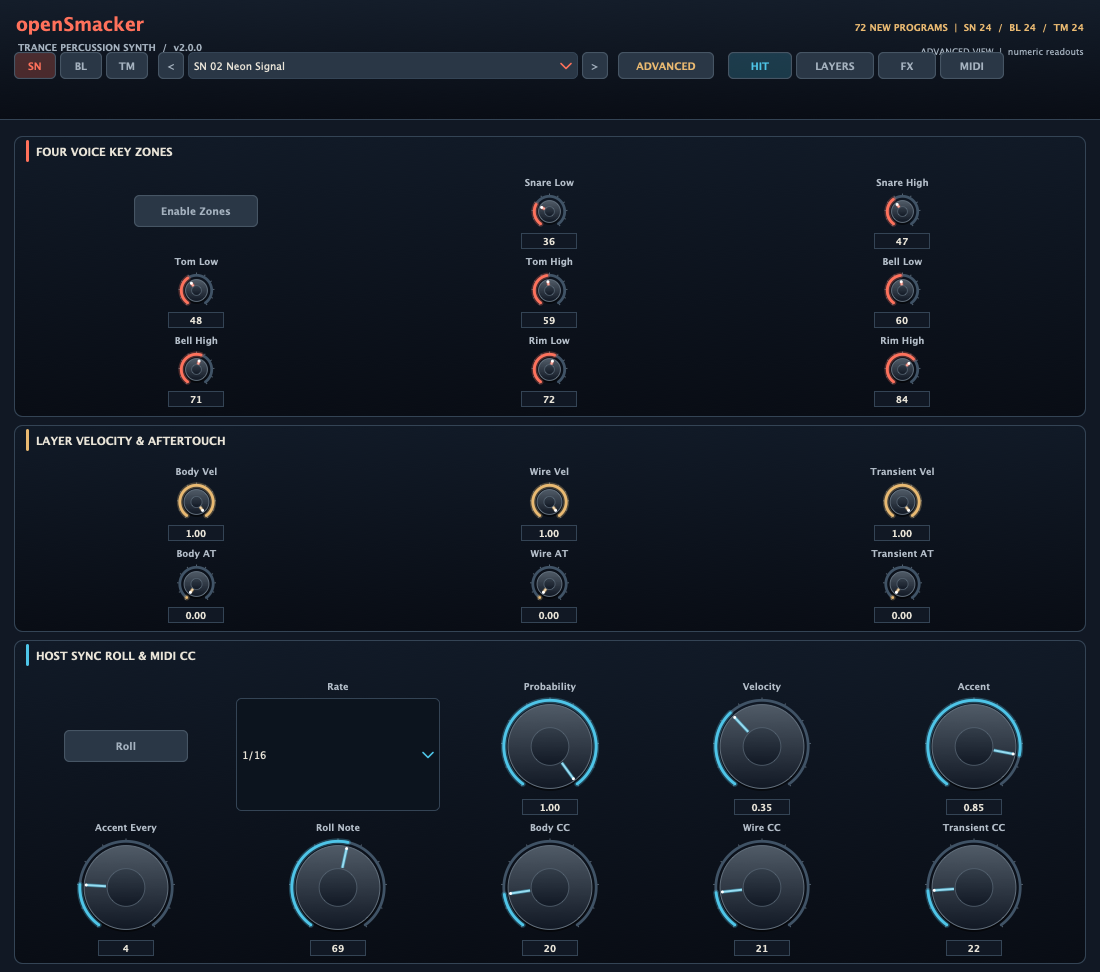 openSmacker
72 NEW PROGRAMS | SN 24 / BL 24 / TM 24
TRANCE PERCUSSION SYNTH / v2.0.0
ADVANCED VIEW | numeric readouts
SN BL TM < SN 02 Neon Signal > ADVANCED HIT LAYERS FX MIDI
FOUR VOICE KEY ZONES
Snare Low Snare High
Enable Zones
36 47
Tom Low Tom High Bell Low
48 59 60
Bell High Rim Low Rim High
71 72 84
LAYER VELOCITY & AFTERTOUCH
Body Vel Wire Vel Transient Vel
1.00 1.00 1.00
Body AT Wire AT Transient AT
0.00 0.00 0.00
HOST SYNC ROLL & MIDI CC
Rate Probability Velocity Accent
Roll 1/16
1.00 0.35 0.85
Accent Every Roll Note Body CC Wire CC Transient CC
4 69 20 21 22